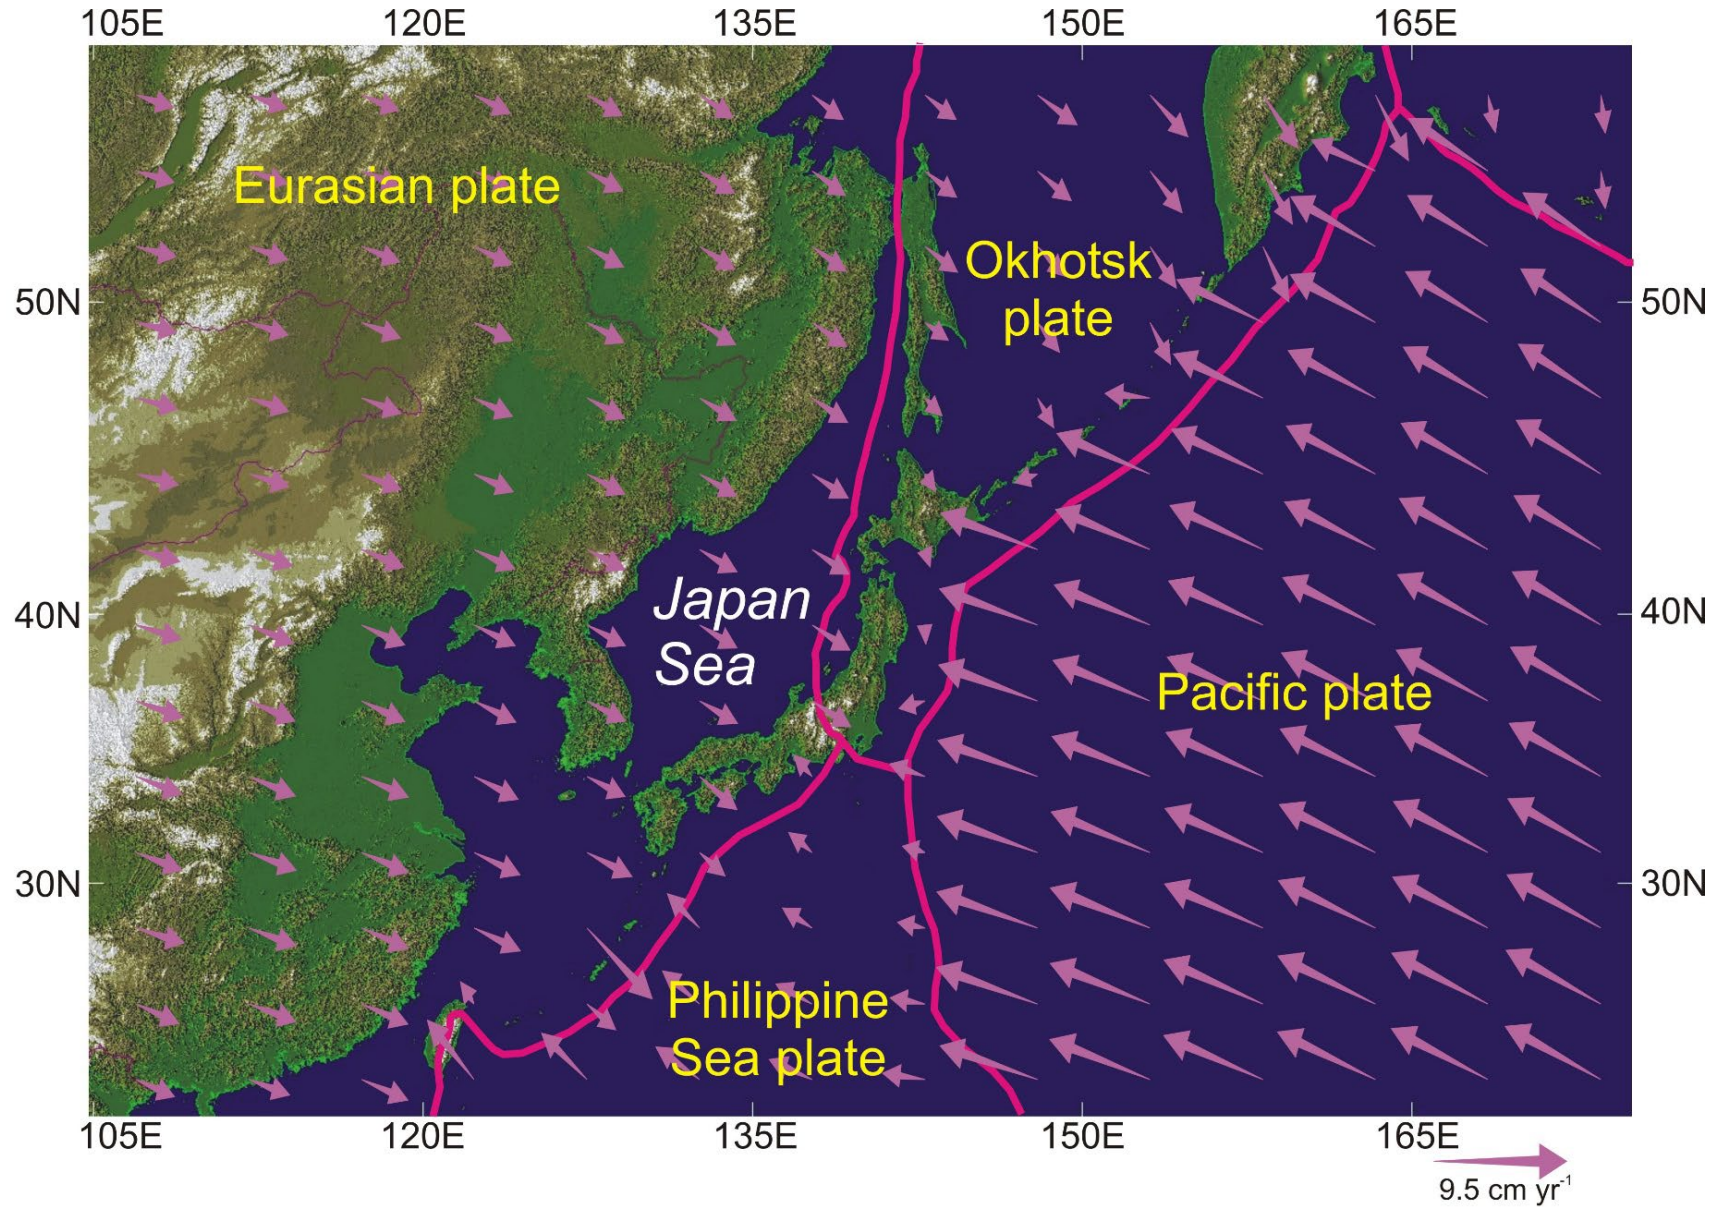 105E 120E 135E 150E 165E
Eurasian plate
Okhotsk
plate
50N 50N
Japan
Sea
40N 40N
Pacific plate
30N 30N
Philippine
Sea plate
105E 120E 135E 150E 165E
9.5 cm yr⁻¹